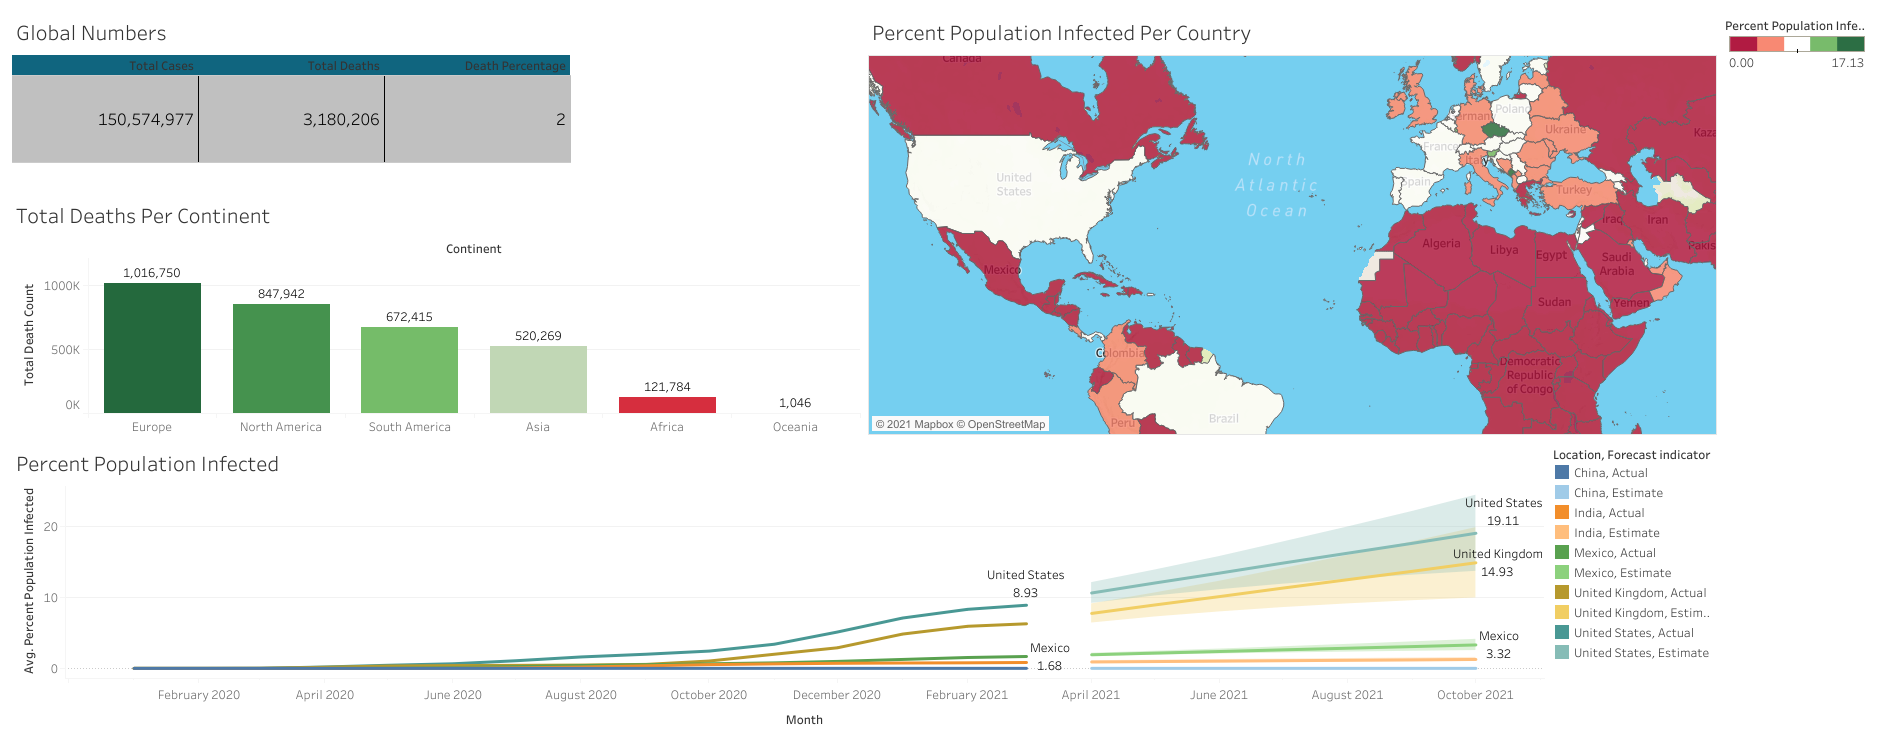 Global Numbers
Total Cases Total Deaths Death Percentage
150,574,977 3,180,206 2
Total Deaths Per Continent
Continent
Total Death Count
1000K
500K
0K
1,016,750
847,942
672,415
520,269
121,784
1,046
Europe North America South America Asia Africa Oceania
Percent Population Infected Per Country
Canada
United
States
Mexico
North
Atlantic
Ocean
Colombia
Peru
Brazil
Poland
ermany
Ukraine
France
Italy
Spain
Turkey
Kaza
Iraq
Iran
Pakis
Algeria
Libya
Egypt
Saudi
Arabia
Sudan
Yemen
Democratic
Republic
of Congo
© 2021 Mapbox © OpenStreetMap
Percent Population Infe..
0.00 17.13
Percent Population Infected
Avg. Percent Population Infected
20
10
0
United States
8.93
Mexico
1.68
United States
19.11
United Kingdom
14.93
Mexico
3.32
February 2020 April 2020 June 2020 August 2020 October 2020 December 2020 February 2021 April 2021 June 2021 August 2021 October 2021
Month
Location, Forecast indicator
China, Actual
China, Estimate
India, Actual
India, Estimate
Mexico, Actual
Mexico, Estimate
United Kingdom, Actual
United Kingdom, Estim..
United States, Actual
United States, Estimate